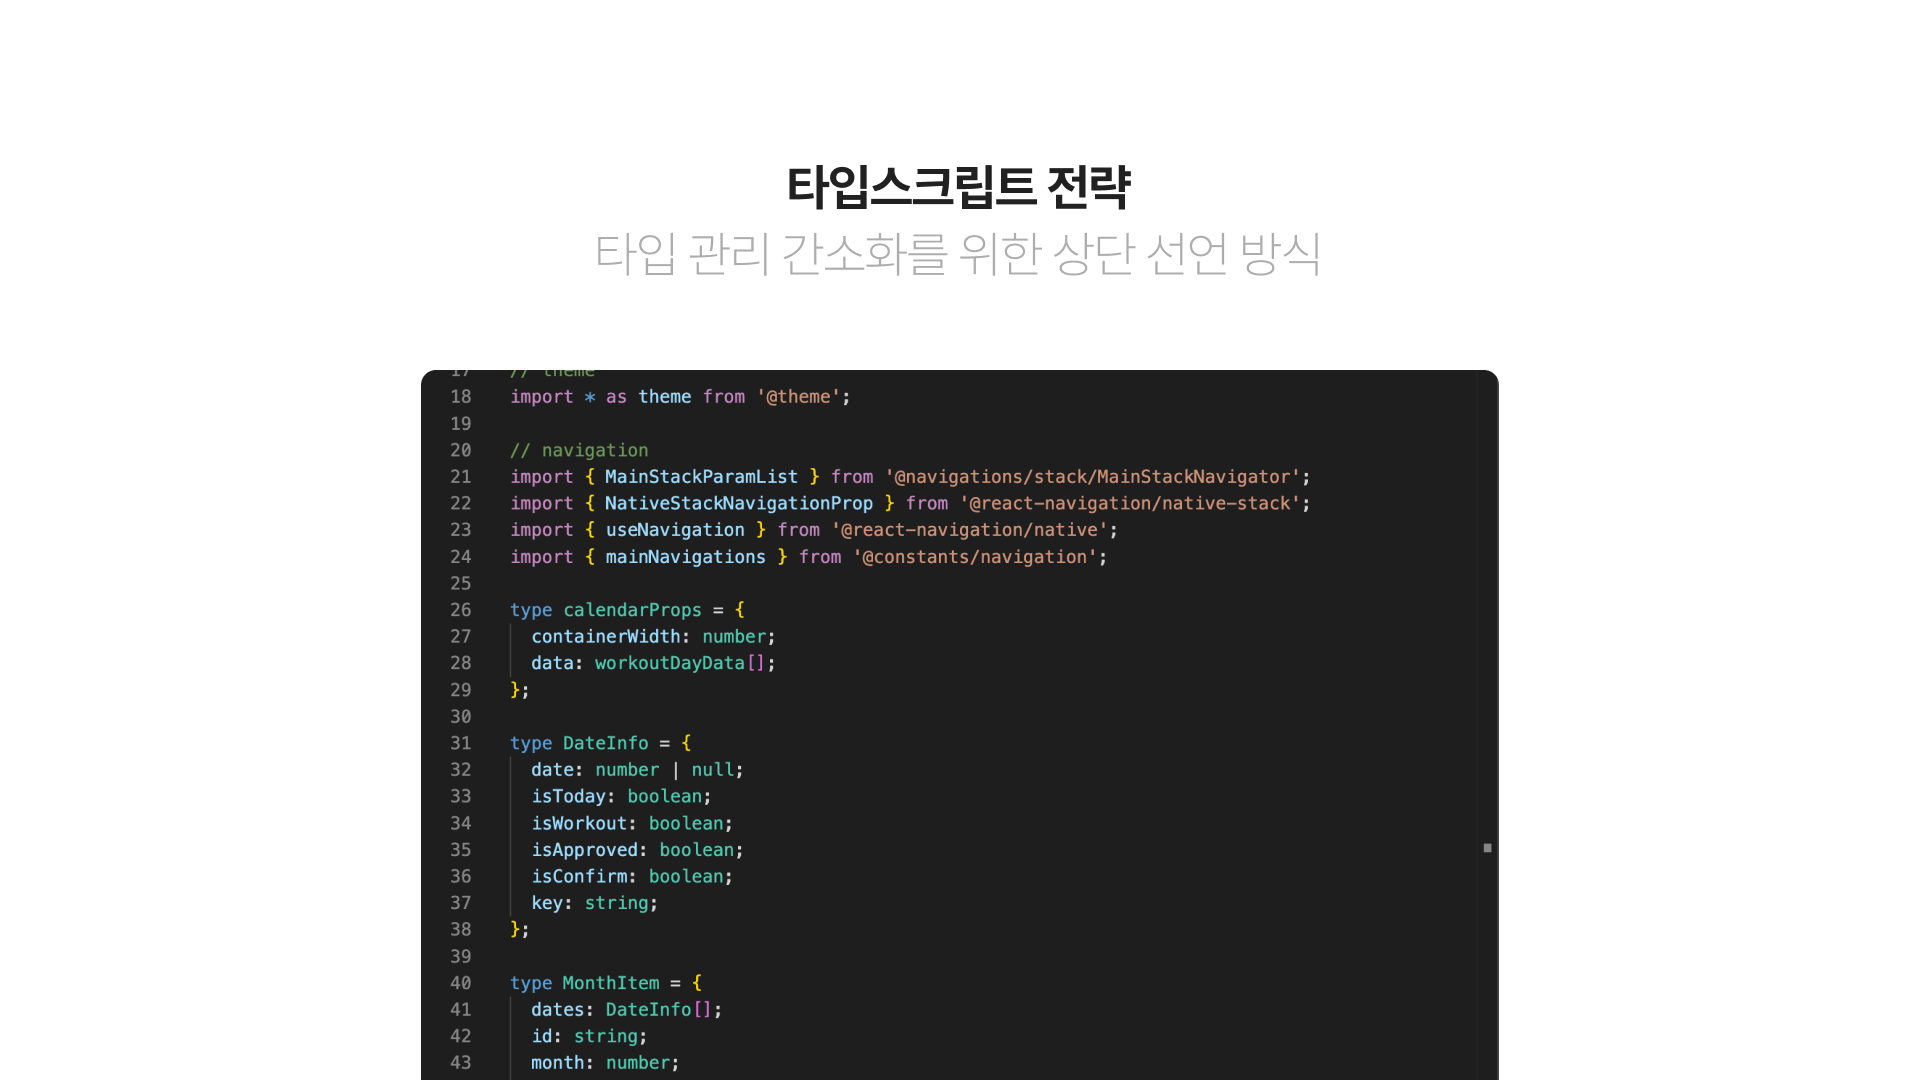 타입스크립트 전략
타입 관리 간소화를 위한 상단 선언 방식
17 // theme
18 import * as theme from '@theme';
19
20 // navigation
21 import { MainStackParamList } from '@navigations/stack/MainStackNavigator';
22 import { NativeStackNavigationProp } from '@react-navigation/native-stack';
23 import { useNavigation } from '@react-navigation/native';
24 import { mainNavigations } from '@constants/navigation';
25
26 type calendarProps = {
27 containerWidth: number;
28 data: workoutDayData[];
29 };
30
31 type DateInfo = {
32 date: number | null;
33 isToday: boolean;
34 isWorkout: boolean;
35 isApproved: boolean;
36 isConfirm: boolean;
37 key: string;
38 };
39
40 type MonthItem = {
41 dates: DateInfo[];
42 id: string;
43 month: number;